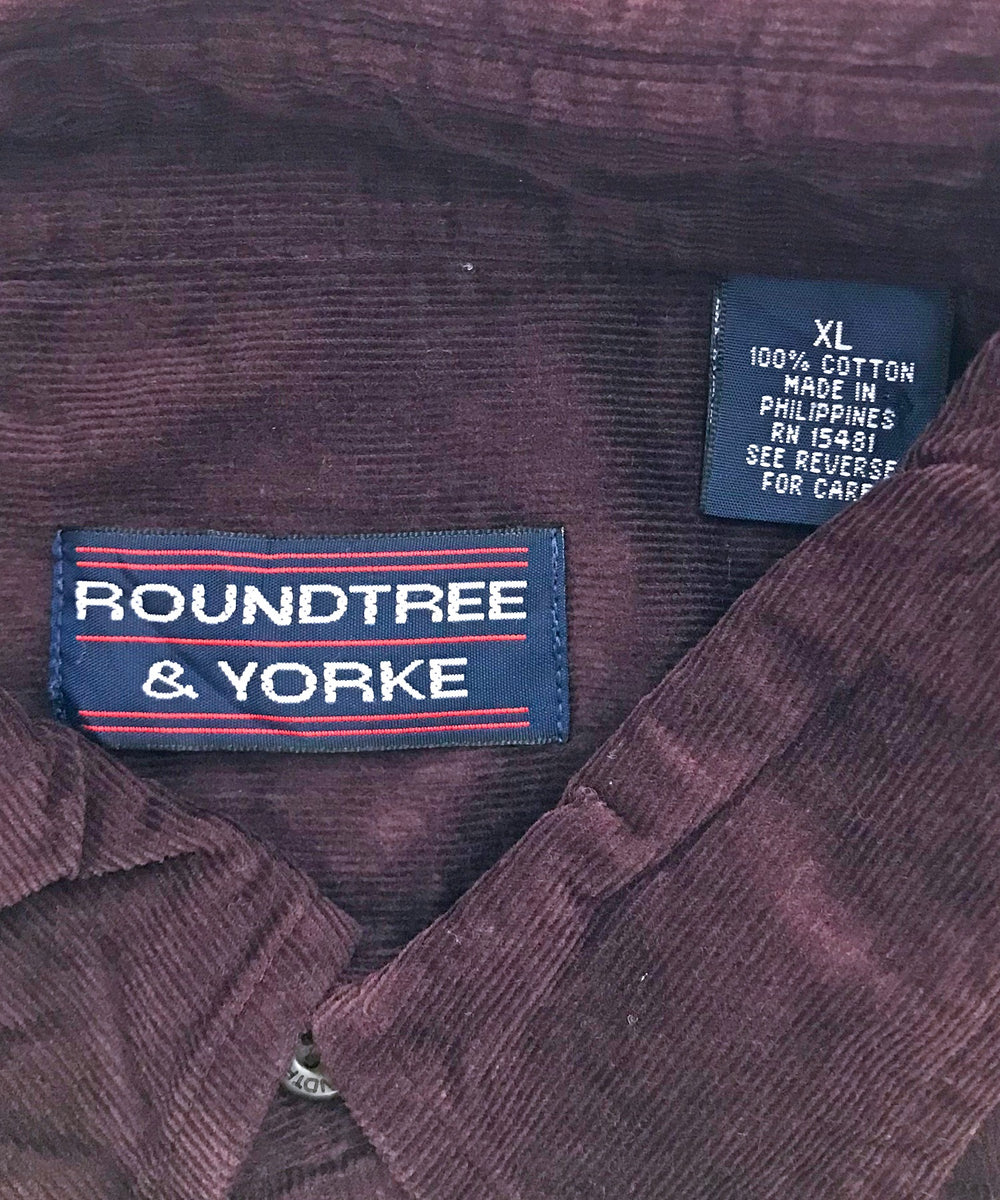 XL
100% COTTON
MADE IN
PHILIPPINES
RN 15481
SEE REVERSE
FOR CARE
ROUNDTREE
& YORKE